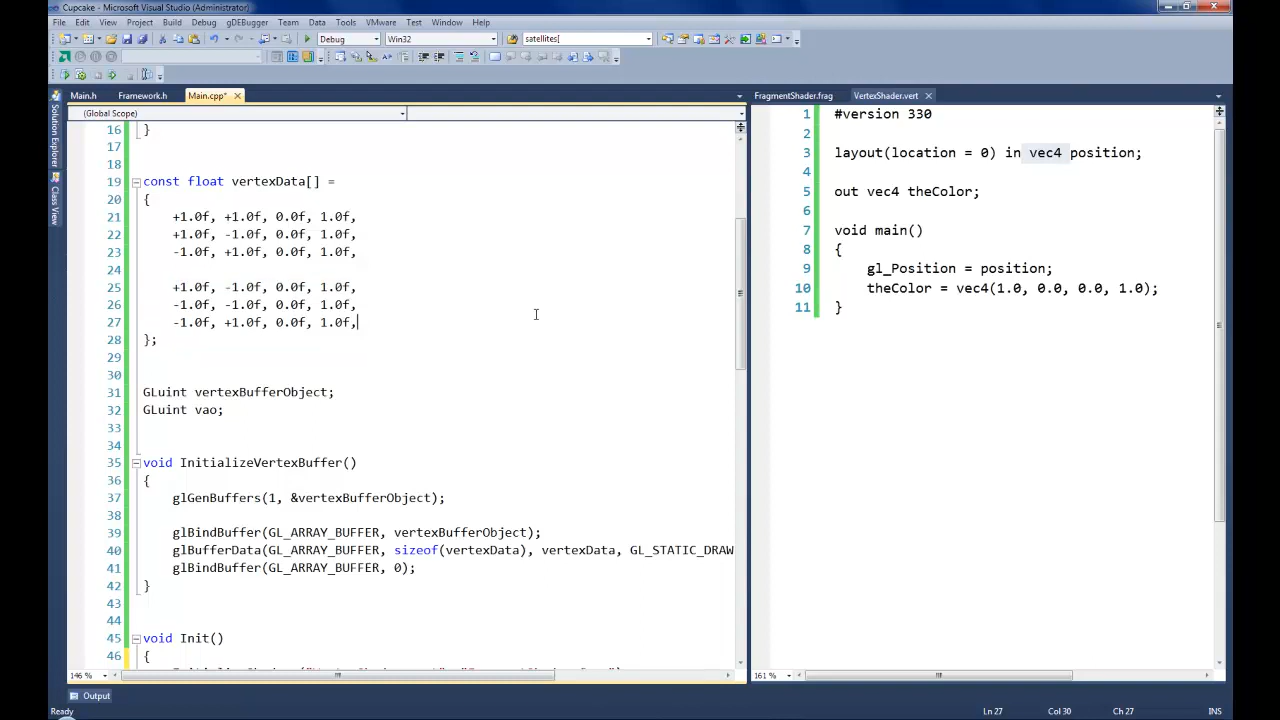 Cupcake - Microsoft Visual Studio (Administrator)
File Edit View Project Build Debug gDEBugger Team Data Tools VMware Test Window Help
Debug Win32 satellites[
Main.h Framework.h Main.cpp* FragmentShader.frag VertexShader.vert
(Global Scope)
Solution Explorer
Class View
16 }
17
18
19 const float vertexData[] =
20 {
21 +1.0f, +1.0f, 0.0f, 1.0f,
22 +1.0f, -1.0f, 0.0f, 1.0f,
23 -1.0f, +1.0f, 0.0f, 1.0f,
24
25 +1.0f, -1.0f, 0.0f, 1.0f,
26 -1.0f, -1.0f, 0.0f, 1.0f,
27 -1.0f, +1.0f, 0.0f, 1.0f,
28 };
29
30
31 GLuint vertexBufferObject;
32 GLuint vao;
33
34
35 void InitializeVertexBuffer()
36 {
37 glGenBuffers(1, &vertexBufferObject);
38
39 glBindBuffer(GL_ARRAY_BUFFER, vertexBufferObject);
40 glBufferData(GL_ARRAY_BUFFER, sizeof(vertexData), vertexData, GL_STATIC_DRAW
41 glBindBuffer(GL_ARRAY_BUFFER, 0);
42 }
43
44
45 void Init()
46 {
146 %
1 #version 330
2
3 layout(location = 0) in vec4 position;
4
5 out vec4 theColor;
6
7 void main()
8 {
9 gl_Position = position;
10 theColor = vec4(1.0, 0.0, 0.0, 1.0);
11 }
161 %
Output
Ready Ln 27 Col 30 Ch 27 INS